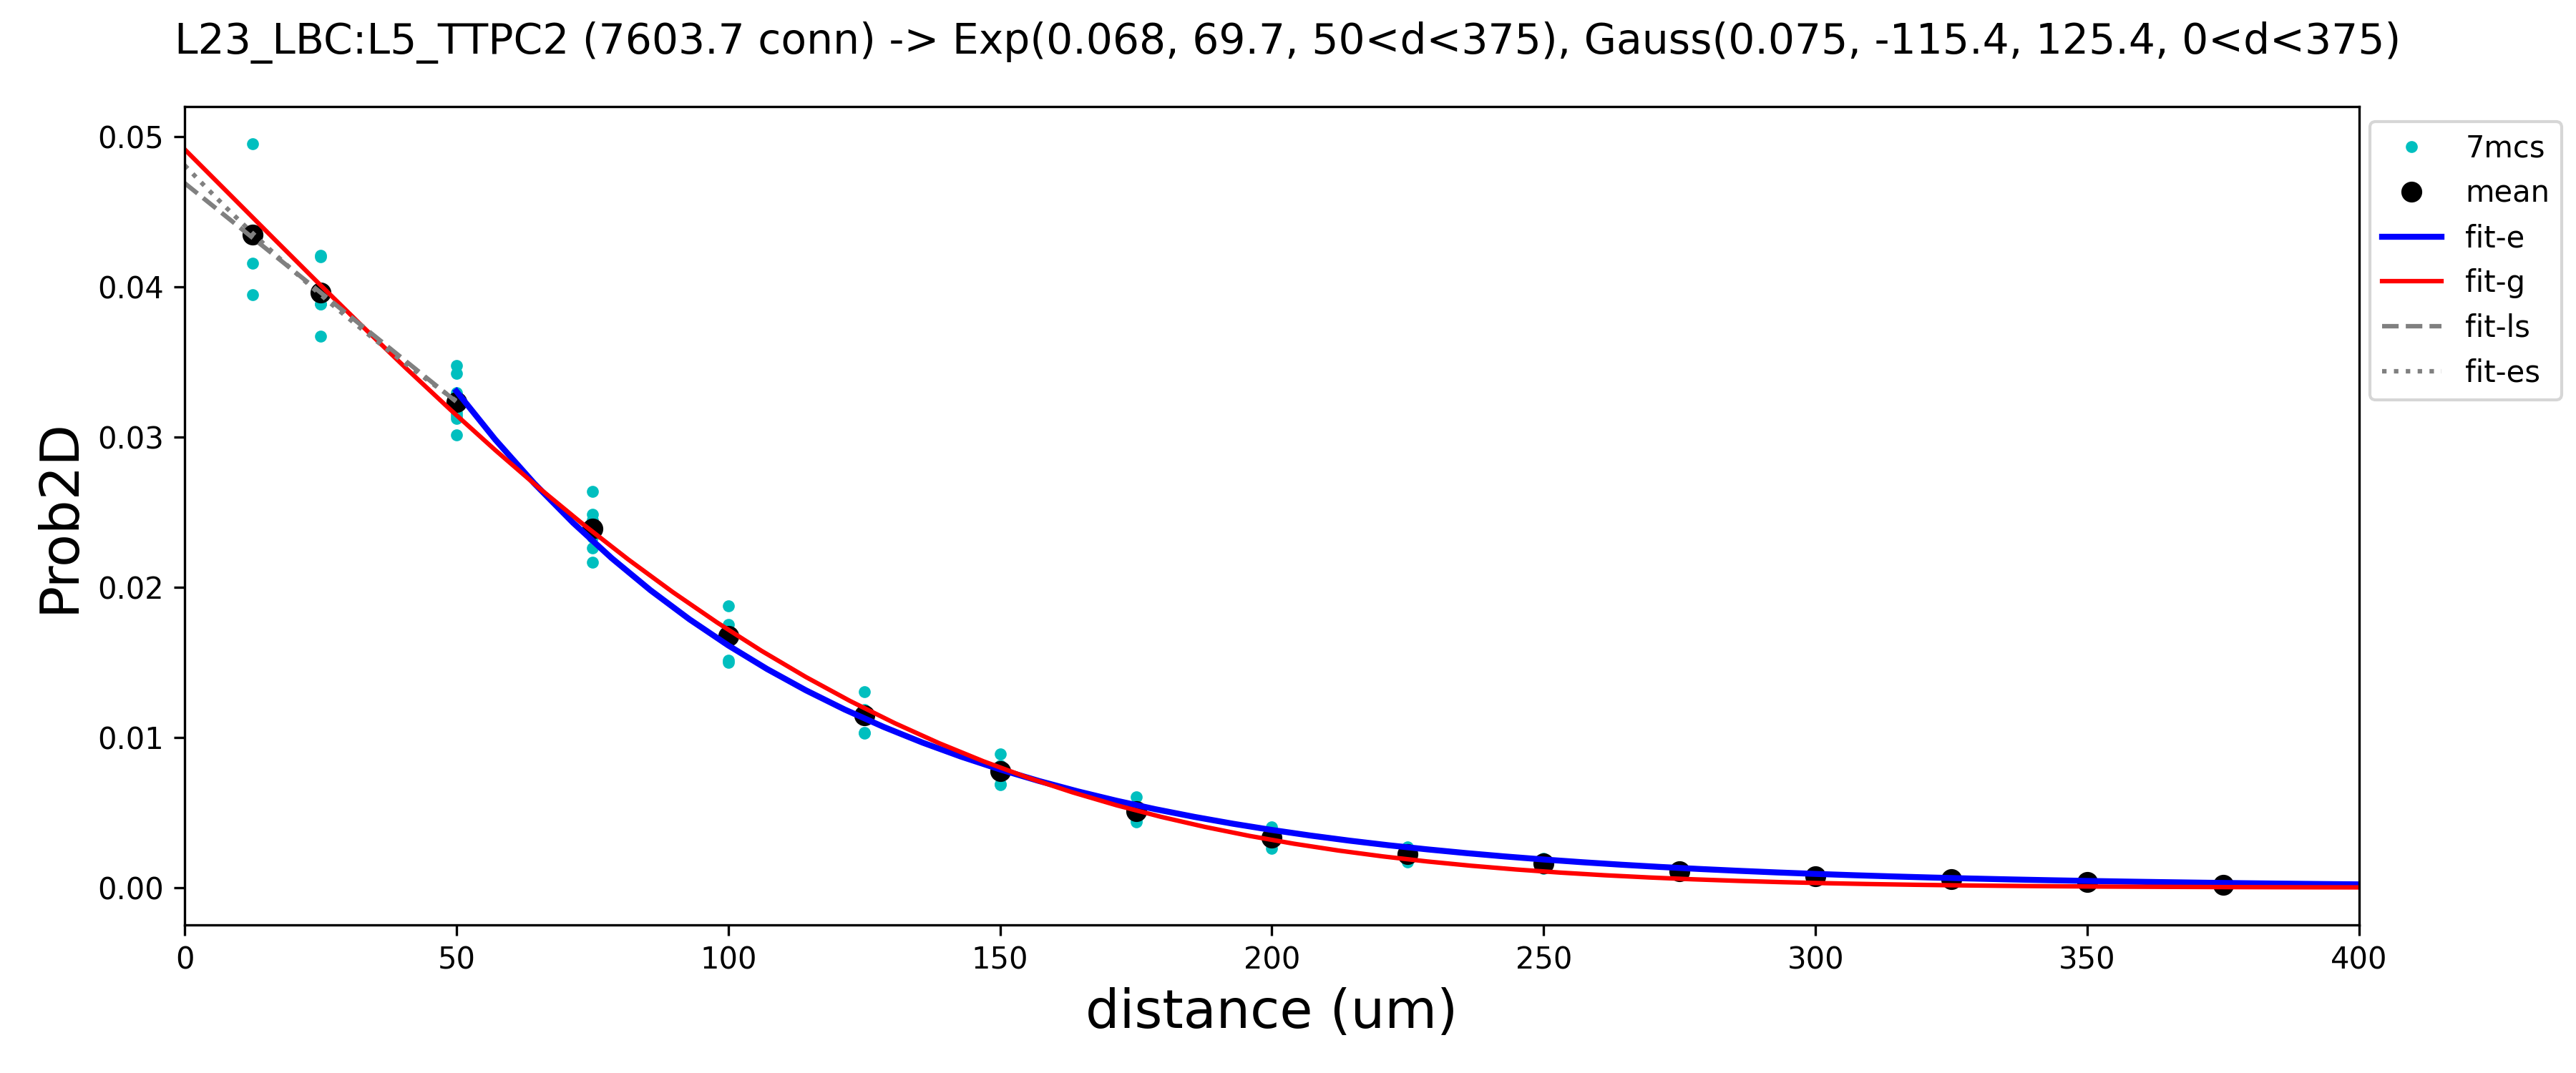 L23_LBC:L5_TTPC2 (7603.7 conn) -> Exp(0.068, 69.7, 50<d<375), Gauss(0.075, -115.4, 125.4, 0<d<375)
0.05
0.04
0.03
0.02
0.01
0.00
Prob2D
0 50 100 150 200 250 300 350 400
distance (um)
7mcs
mean
fit-e
fit-g
fit-ls
fit-es